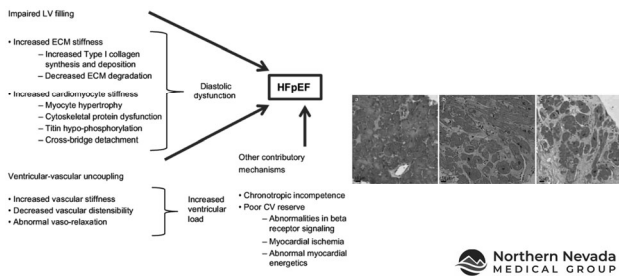 Impaired LV filling
• Increased ECM stiffness
– Increased Type I collagen
synthesis and deposition
– Decreased ECM degradation
• Increased cardiomyocyte stiffness
– Myocyte hypertrophy
– Cytoskeletal protein dysfunction
– Titin hypo-phosphorylation
– Cross-bridge detachment
Diastolic
dysfunction
HFpEF
Ventricular-vascular uncoupling
• Increased vascular stiffness
• Decreased vascular distensibility
• Abnormal vaso-relaxation
Increased
ventricular
load
Other contributory
mechanisms
• Chronotropic incompetence
• Poor CV reserve
– Abnormalities in beta
receptor signaling
– Myocardial ischemia
– Abnormal myocardial
energetics
Northern Nevada
MEDICAL GROUP